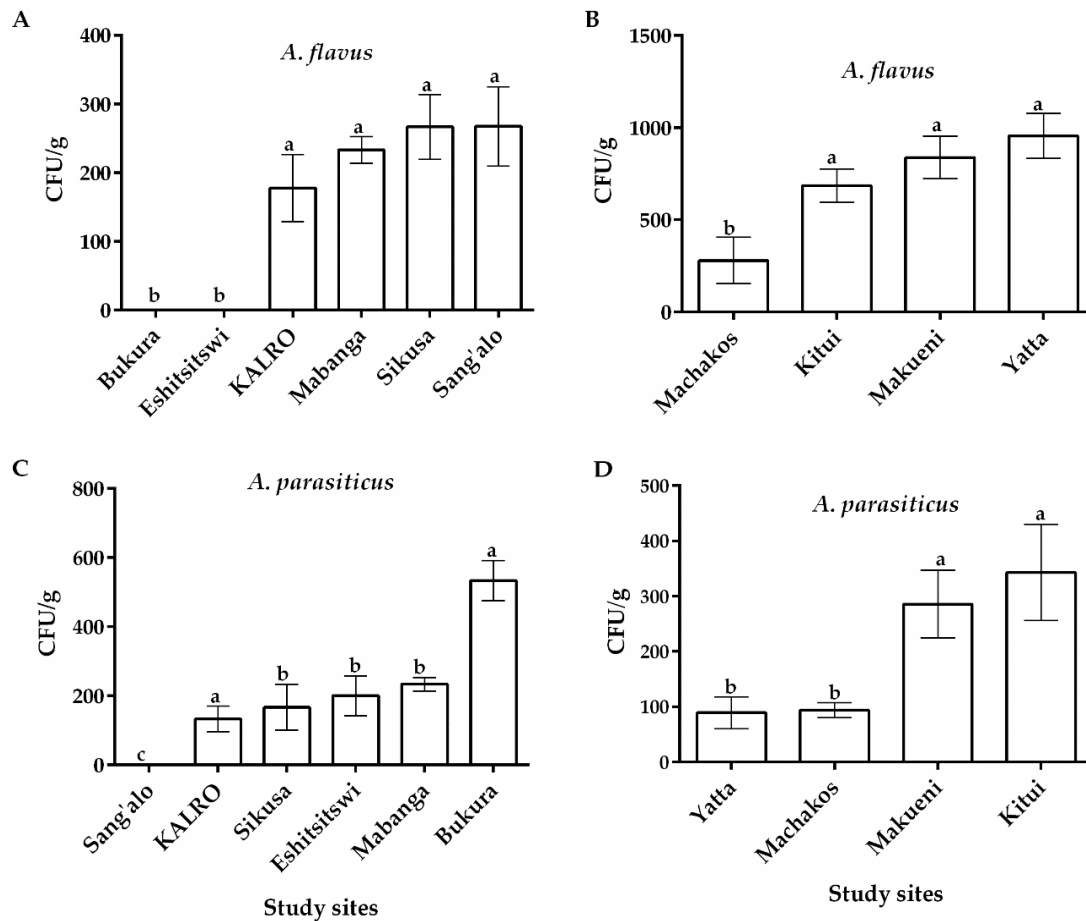 A
A. flavus
CFU/g
400
300
200
100
0
b
b
a
a
a
a
Bukura
Eshitsitswi
KALRO
Mabanga
Sikusa
Sang'alo
B
A. flavus
CFU/g
1500
1000
500
0
b
a
a
a
Machakos
Kitui
Makueni
Yatta
C
A. parasiticus
CFU/g
800
600
400
200
0
c
a
b
b
b
a
Sang'alo
KALRO
Sikusa
Eshitsitswi
Mabanga
Bukura
Study sites
D
A. parasiticus
CFU/g
500
400
300
200
100
0
b
b
a
a
Yatta
Machakos
Makueni
Kitui
Study sites